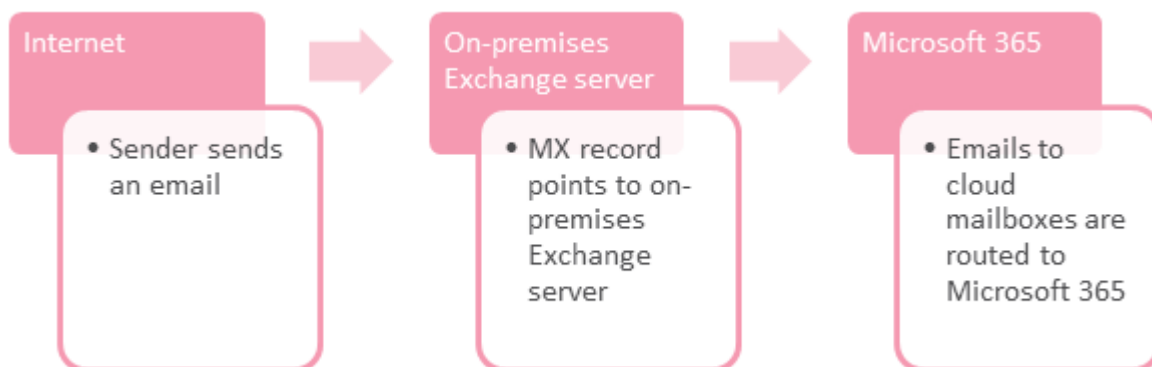 Internet
• Sender sends
an email
On-premises
Exchange server
• MX record
points to on-
premises
Exchange
server
Microsoft 365
• Emails to
cloud
mailboxes are
routed to
Microsoft 365